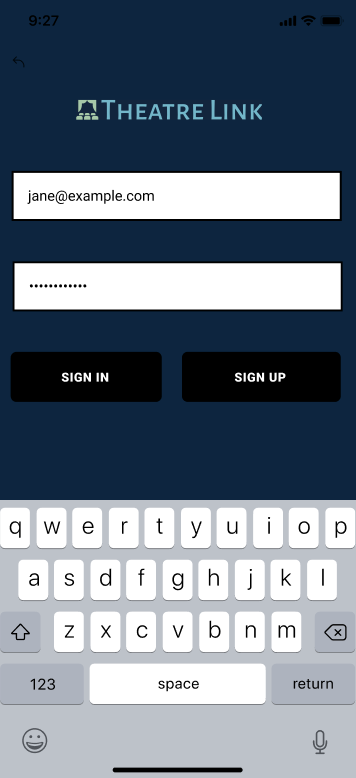 9:27
THEATRE LINK
jane@example.com
••••••••••••
SIGN IN SIGN UP
q w e r t y u i o p
a s d f g h j k l
z x c v b n m
123 space return